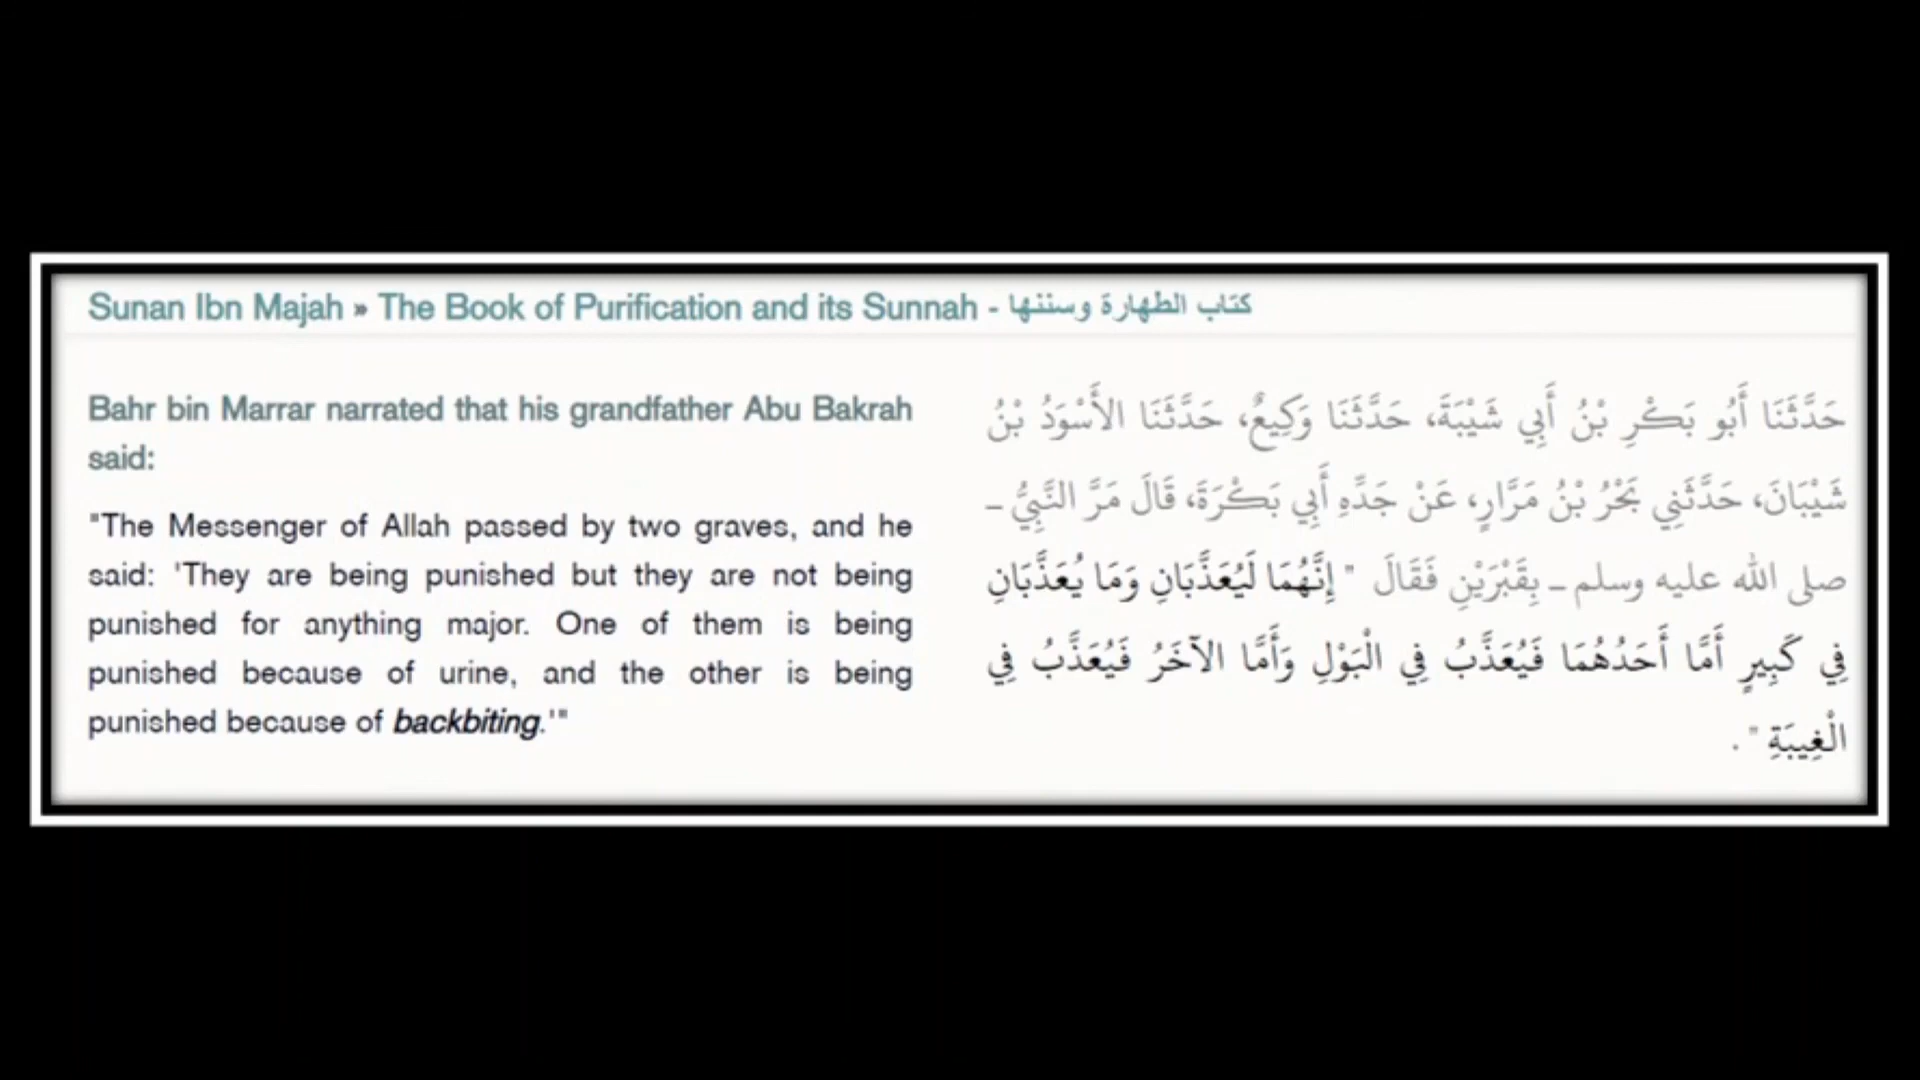 Sunan Ibn Majah » The Book of Purification and its Sunnah - كتاب الطهارة وسننها
Bahr bin Marrar narrated that his grandfather Abu Bakrah
said:
"The Messenger of Allah passed by two graves, and he
said: 'They are being punished but they are not being
punished for anything major. One of them is being
punished because of urine, and the other is being
punished because of backbiting.'"
حَدَّثَنَا أَبُو بَكْرِ بْنُ أَبِي شَيْبَةَ، حَدَّثَنَا وَكِيعٌ، حَدَّثَنَا الأَسْوَدُ بْنُ
شَيْبَانَ، حَدَّثَنِي بَحْرُ بْنُ مَرَّارٍ، عَنْ جَدِّهِ أَبِي بَكْرَةَ، قَالَ مَرَّ النَّبِيُّ ـ
صلى الله عليه وسلم ـ بِقَبْرَيْنِ فَقَالَ " إِنَّهُمَا لَيُعَذَّبَانِ وَمَا يُعَذَّبَانِ
فِي كَبِيرٍ أَمَّا أَحَدُهُمَا فَيُعَذَّبُ فِي الْبَوْلِ وَأَمَّا الآخَرُ فَيُعَذَّبُ فِي
الْغِيبَةِ " .